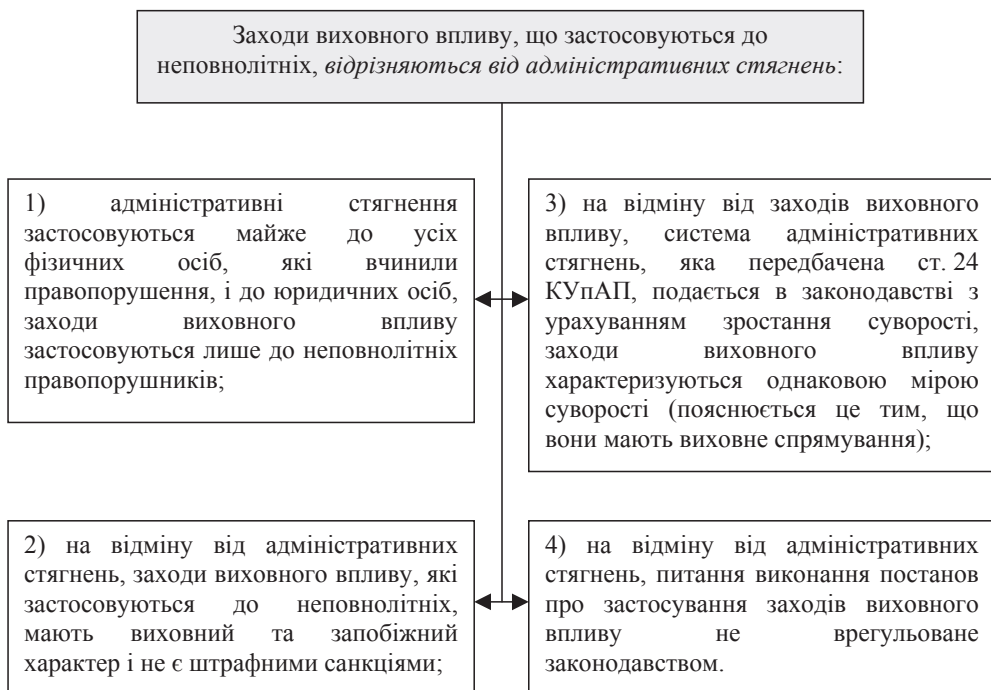 Заходи виховного впливу, що застосовуються до
неповнолітніх, відрізняються від адміністративних стягнень:
1) адміністративні стягнення
застосовуються майже до усіх
фізичних осіб, які вчинили
правопорушення, і до юридичних осіб,
заходи виховного впливу
застосовуються лише до неповнолітніх
правопорушників;
2) на відміну від адміністративних
стягнень, заходи виховного впливу, які
застосовуються до неповнолітніх,
мають виховний та запобіжний
характер і не є штрафними санкціями;
3) на відміну від заходів виховного
впливу, система адміністративних
стягнень, яка передбачена ст. 24
КУпАП, подається в законодавстві з
урахуванням зростання суворості,
заходи виховного впливу
характеризуються однаковою мірою
суворості (пояснюється це тим, що
вони мають виховне спрямування);
4) на відміну від адміністративних
стягнень, питання виконання постанов
про застосування заходів виховного
впливу не врегульоване
законодавством.